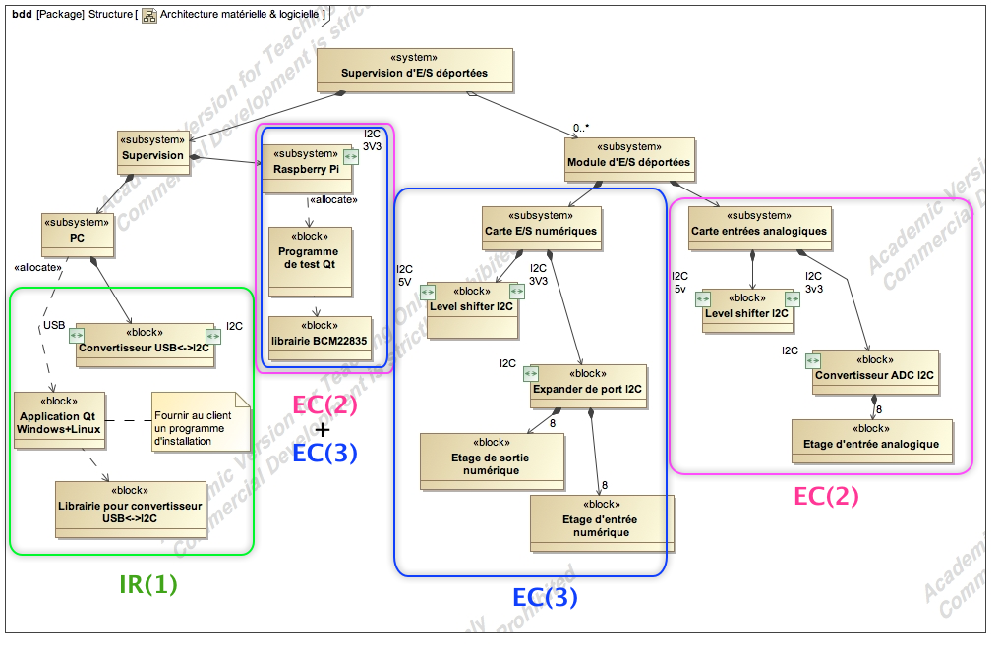 bdd [Package] Structure [ Architecture matérielle & logicielle ]
«system»
Supervision d'E/S déportées
0..*
«subsystem»
Supervision
«subsystem»
Module d'E/S déportées
I2C
3V3
«subsystem»
Raspberry Pi
«allocate»
«block»
Programme
de test Qt
«block»
librairie BCM22835
EC(2)
+
EC(3)
«subsystem»
PC
«allocate»
USB
I2C
«block»
Convertisseur USB<->I2C
«block»
Application Qt
Windows+Linux
Fournir au client
un programme
d'installation
«block»
Librairie pour convertisseur
USB<->I2C
IR(1)
«subsystem»
Carte E/S numériques
I2C
5V
I2C
3V3
«block»
Level shifter I2C
I2C
«block»
Expander de port I2C
8
«block»
Etage de sortie
numérique
8
«block»
Etage d'entrée
numérique
EC(3)
«subsystem»
Carte entrées analogiques
I2C
5v
I2C
3v3
«block»
Level shifter I2C
I2C
«block»
Convertisseur ADC I2C
8
«block»
Etage d'entrée analogique
EC(2)